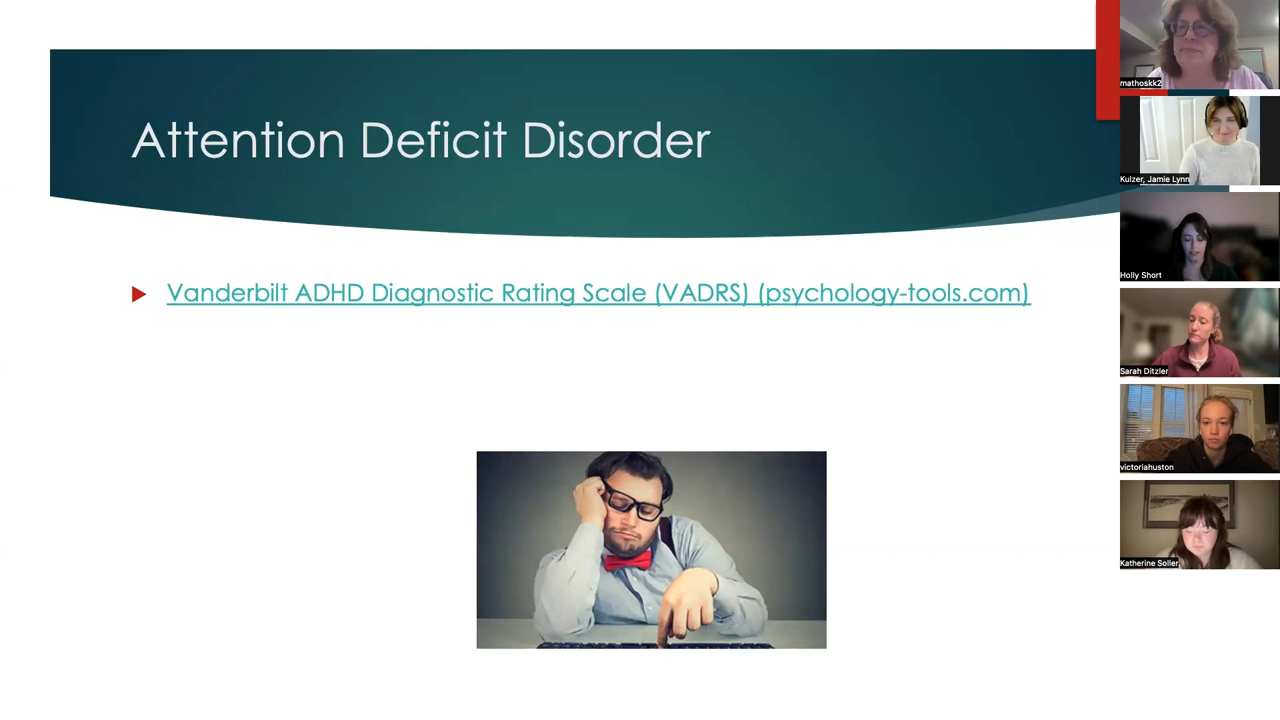 Attention Deficit Disorder
Vanderbilt ADHD Diagnostic Rating Scale (VADRS) (psychology-tools.com)
mathoskk2
Kulzer, Jamie Lynn
Holly Short
Sarah Ditzler
victoriahuston
Katherine Soller